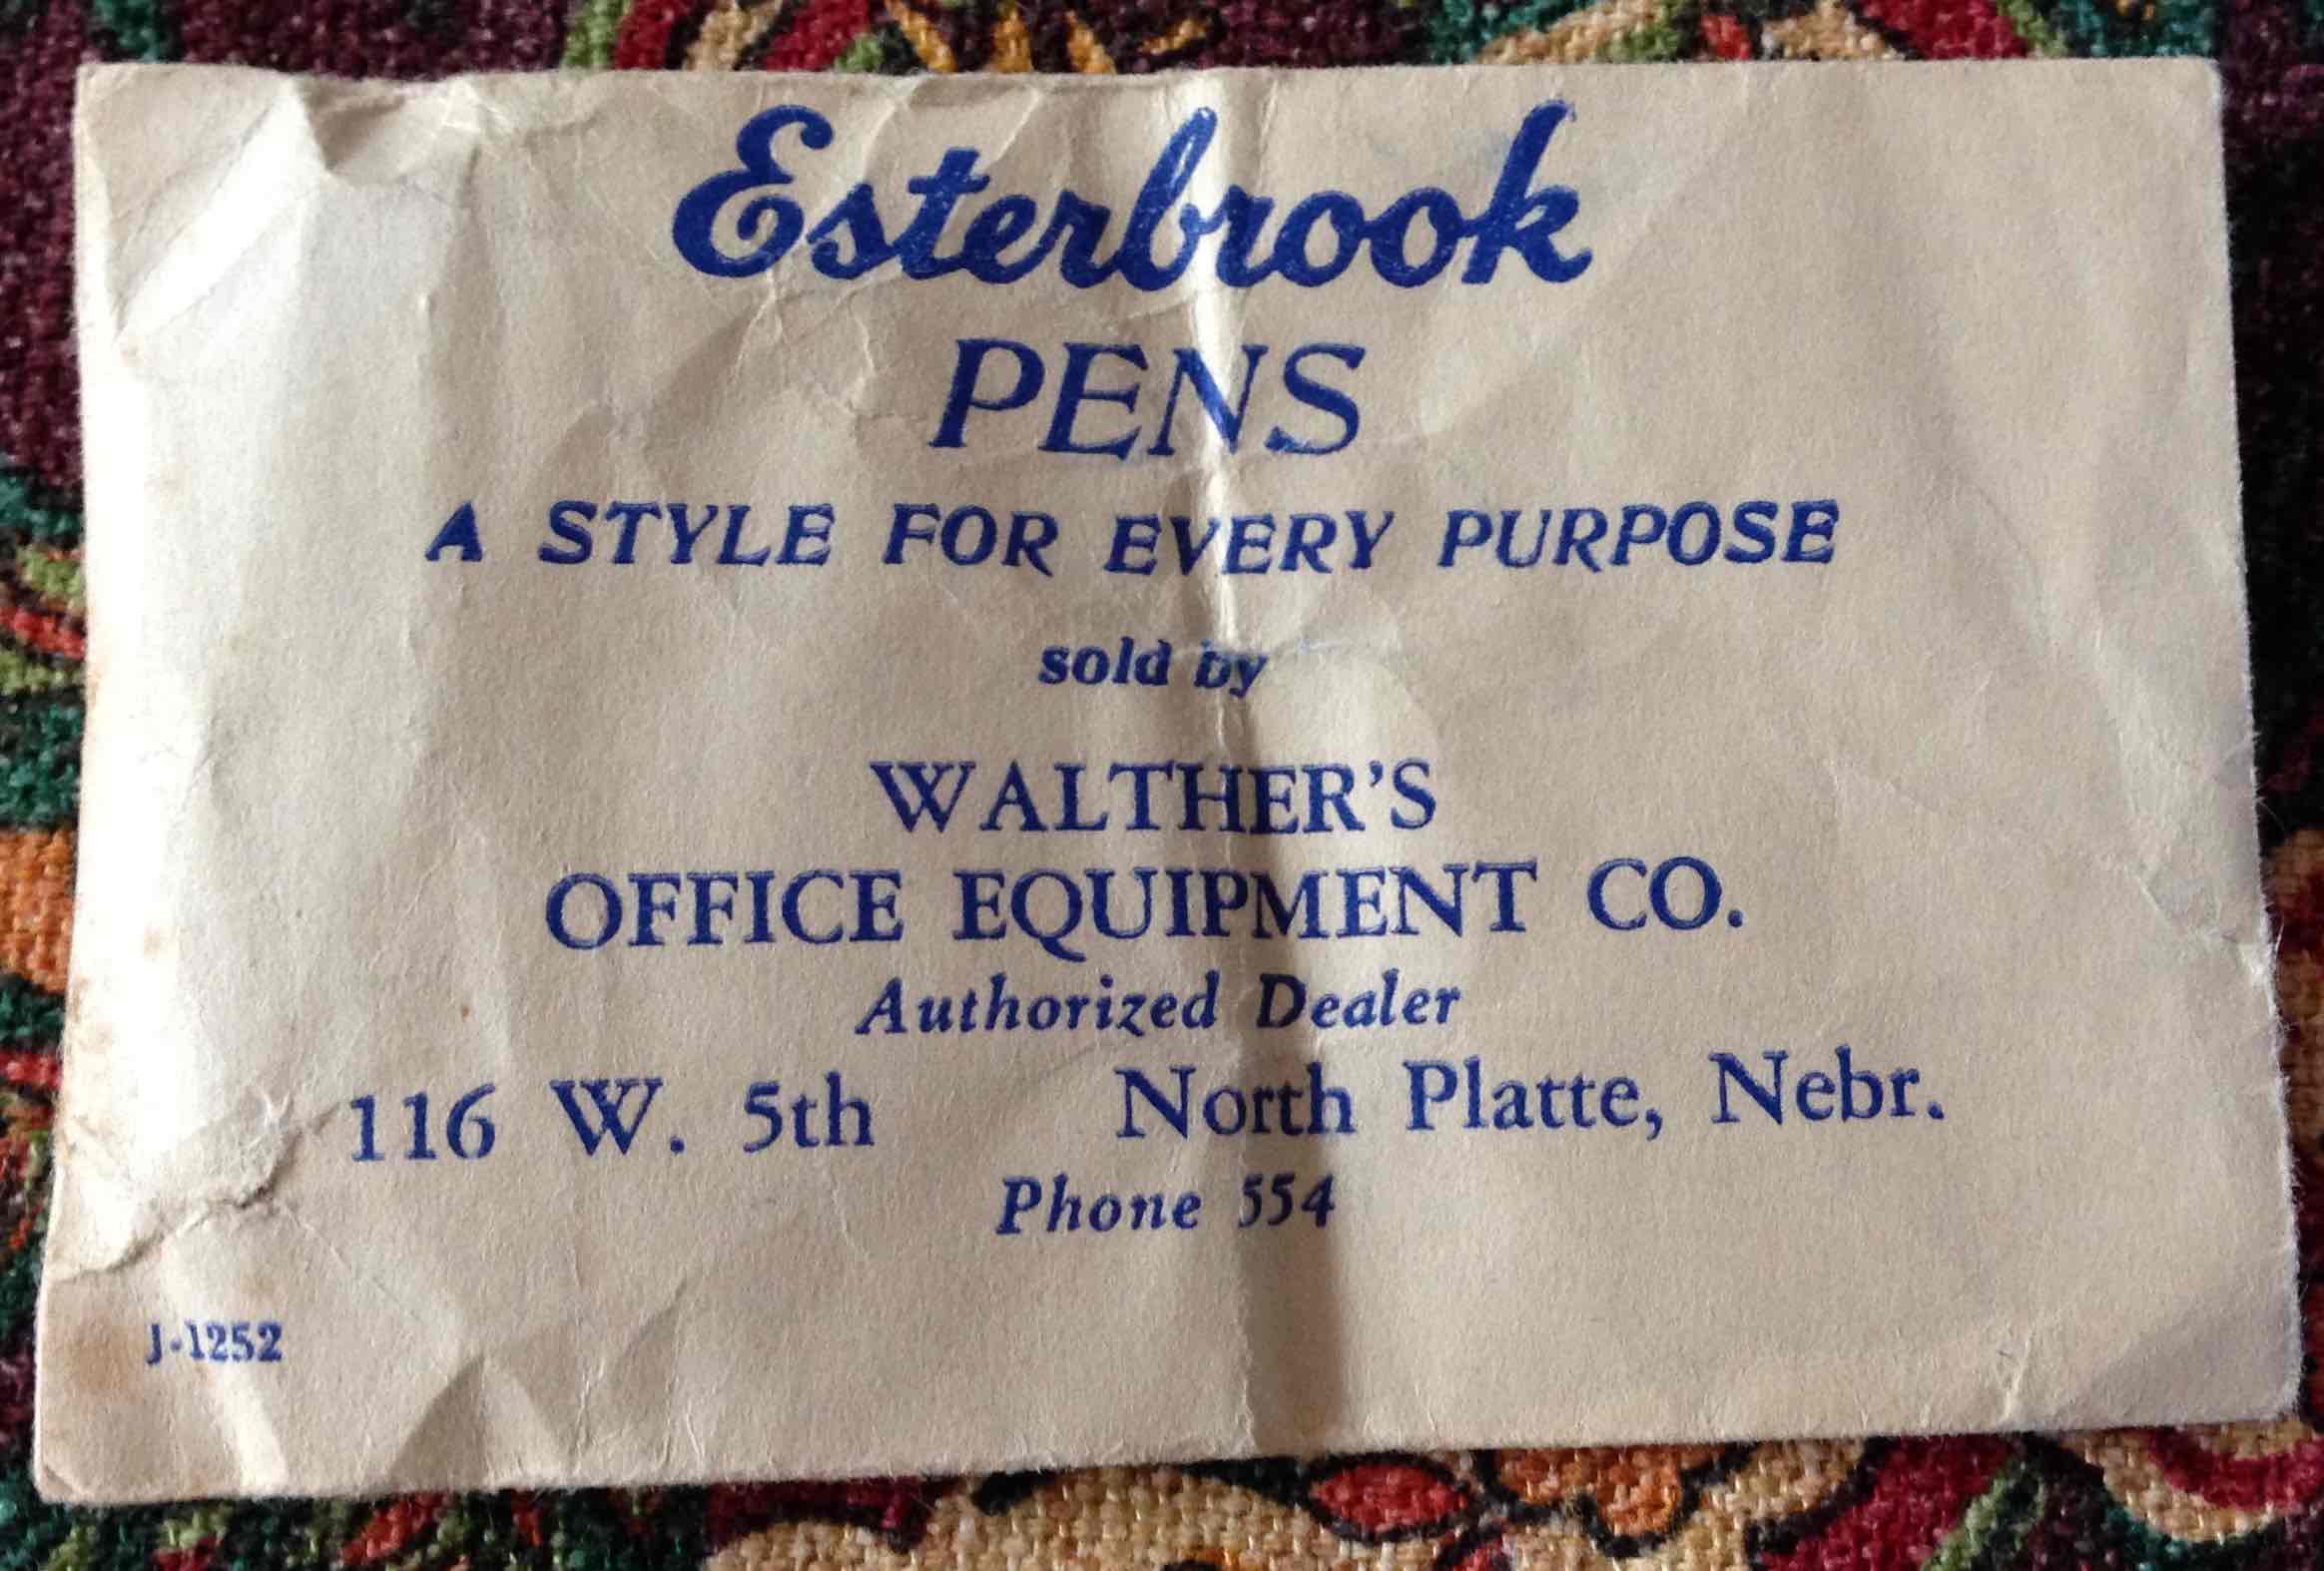 Esterbrook
PENS
A STYLE FOR EVERY PURPOSE
sold by
WALTHER'S
OFFICE EQUIPMENT CO.
Authorized Dealer
116 W. 5th North Platte, Nebr.
Phone 554
J-1252